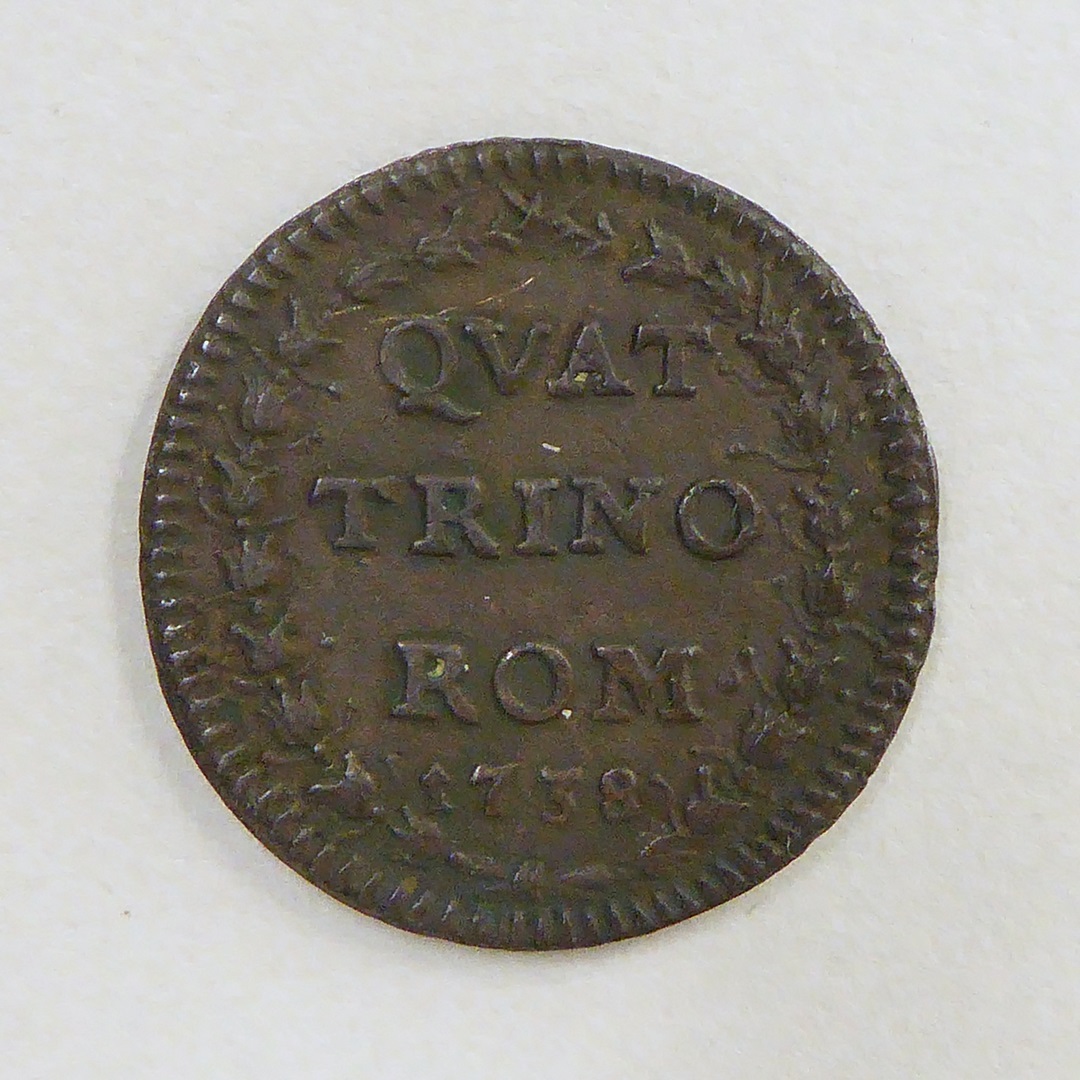 QVAT
TRINO
ROM
1738